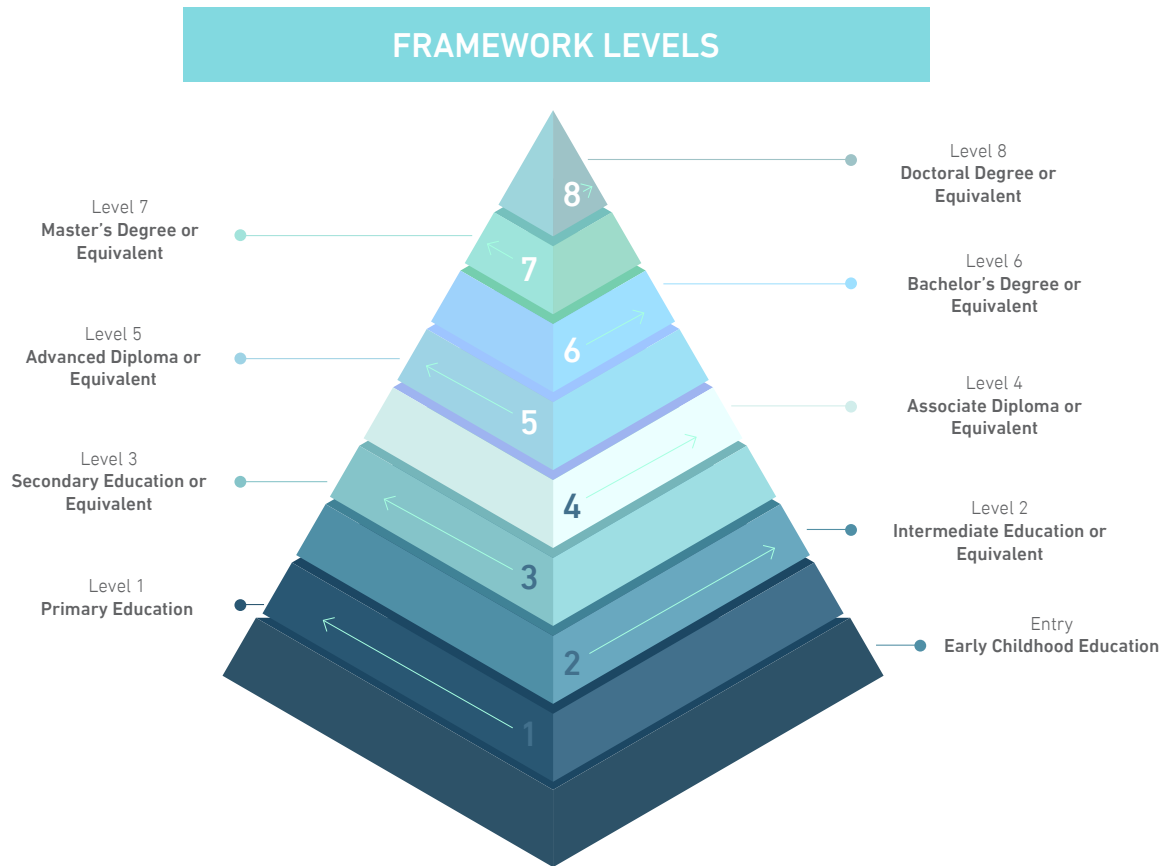 FRAMEWORK LEVELS
Level 8
Doctoral Degree or
Equivalent
8
Level 7
Master's Degree or
Equivalent
7
Level 6
Bachelor's Degree or
Equivalent
6
Level 5
Advanced Diploma or
Equivalent
5
Level 4
Associate Diploma or
Equivalent
4
Level 3
Secondary Education or
Equivalent
3
Level 2
Intermediate Education or
Equivalent
2
Level 1
Primary Education
1
Entry
Early Childhood Education